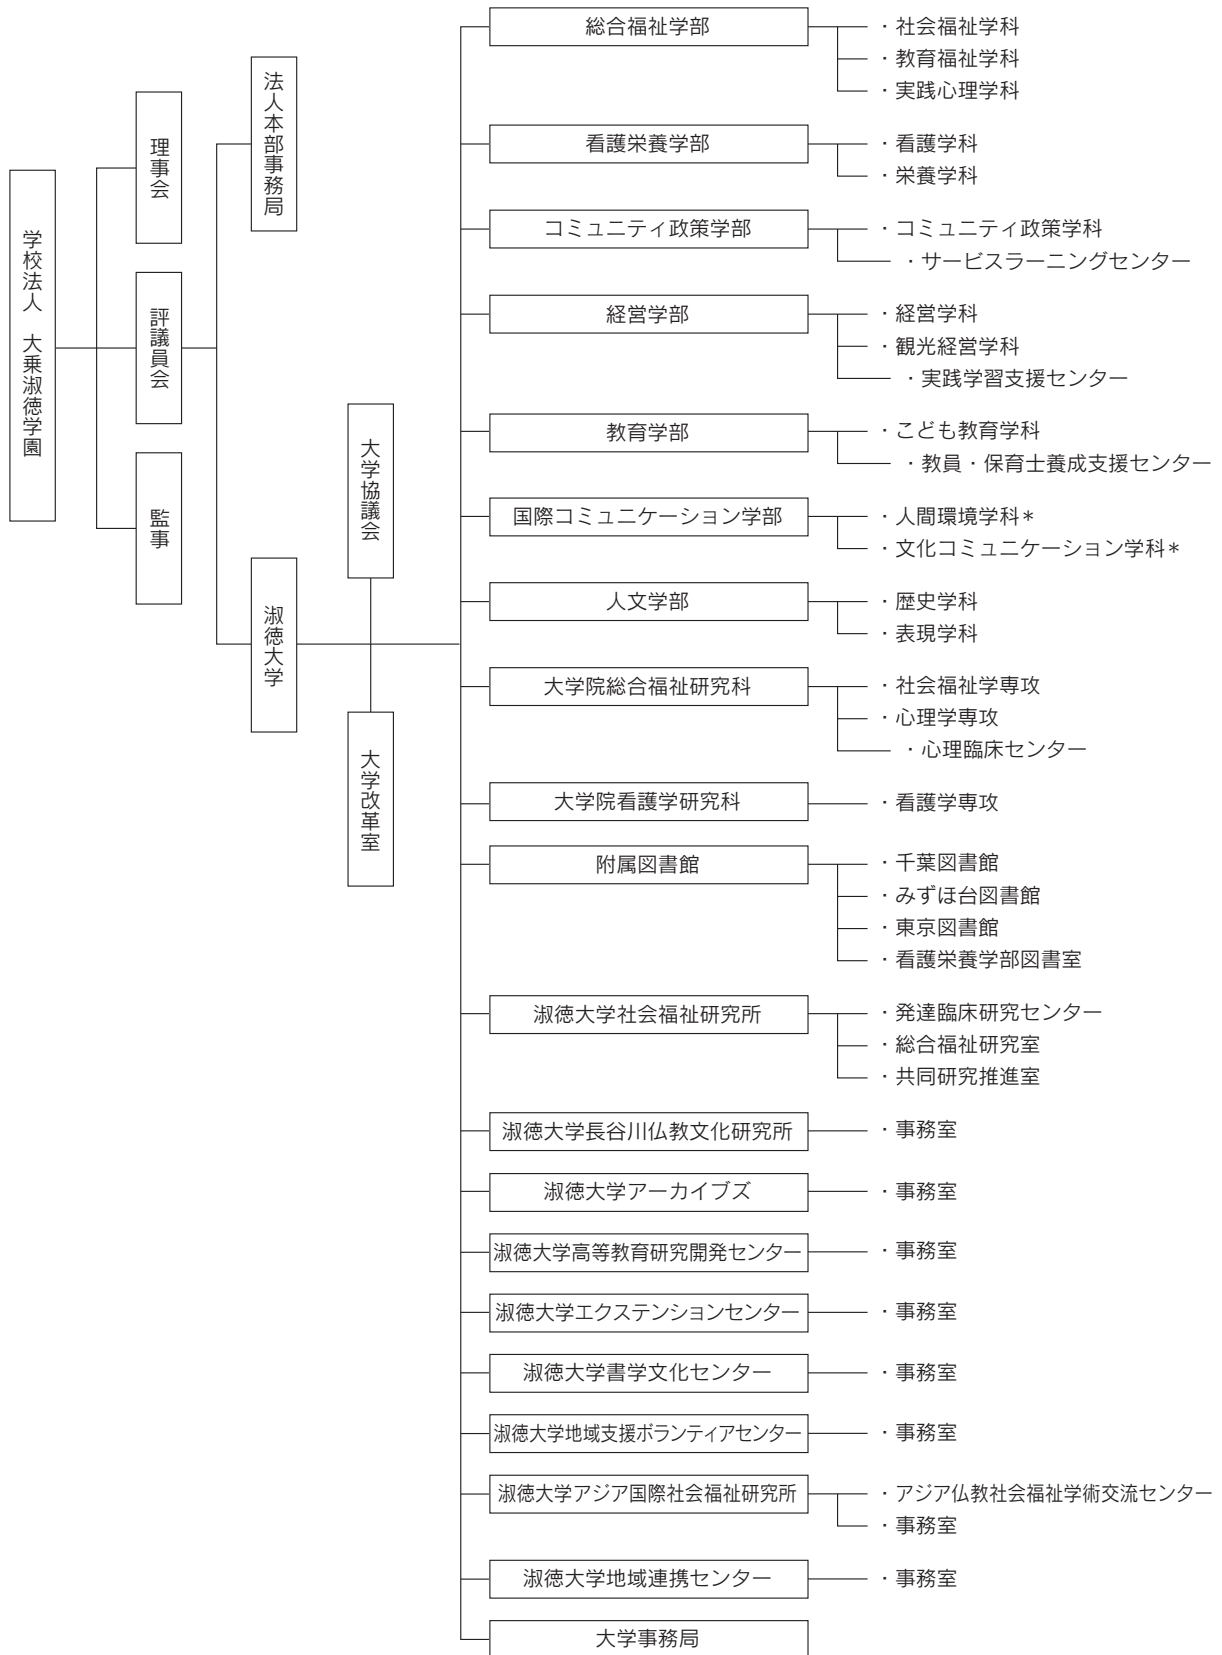 学校法人 大乗淑徳学園
理事会
評議員会
監事
法人本部事務局
淑徳大学
大学協議会
大学改革室
総合福祉学部
・社会福祉学科
・教育福祉学科
・実践心理学科
看護栄養学部
・看護学科
・栄養学科
コミュニティ政策学部
・コミュニティ政策学科
・サービスラーニングセンター
経営学部
・経営学科
・観光経営学科
・実践学習支援センター
教育学部
・こども教育学科
・教員・保育士養成支援センター
国際コミュニケーション学部
・人間環境学科*
・文化コミュニケーション学科*
人文学部
・歴史学科
・表現学科
大学院総合福祉研究科
・社会福祉学専攻
・心理学専攻
・心理臨床センター
大学院看護学研究科
・看護学専攻
附属図書館
・千葉図書館
・みずほ台図書館
・東京図書館
・看護栄養学部図書室
淑徳大学社会福祉研究所
・発達臨床研究センター
・総合福祉研究室
・共同研究推進室
淑徳大学長谷川仏教文化研究所
・事務室
淑徳大学アーカイブズ
・事務室
淑徳大学高等教育研究開発センター
・事務室
淑徳大学エクステンションセンター
・事務室
淑徳大学書学文化センター
・事務室
淑徳大学地域支援ボランティアセンター
・事務室
淑徳大学アジア国際社会福祉研究所
・アジア仏教社会福祉学術交流センター
・事務室
淑徳大学地域連携センター
・事務室
大学事務局